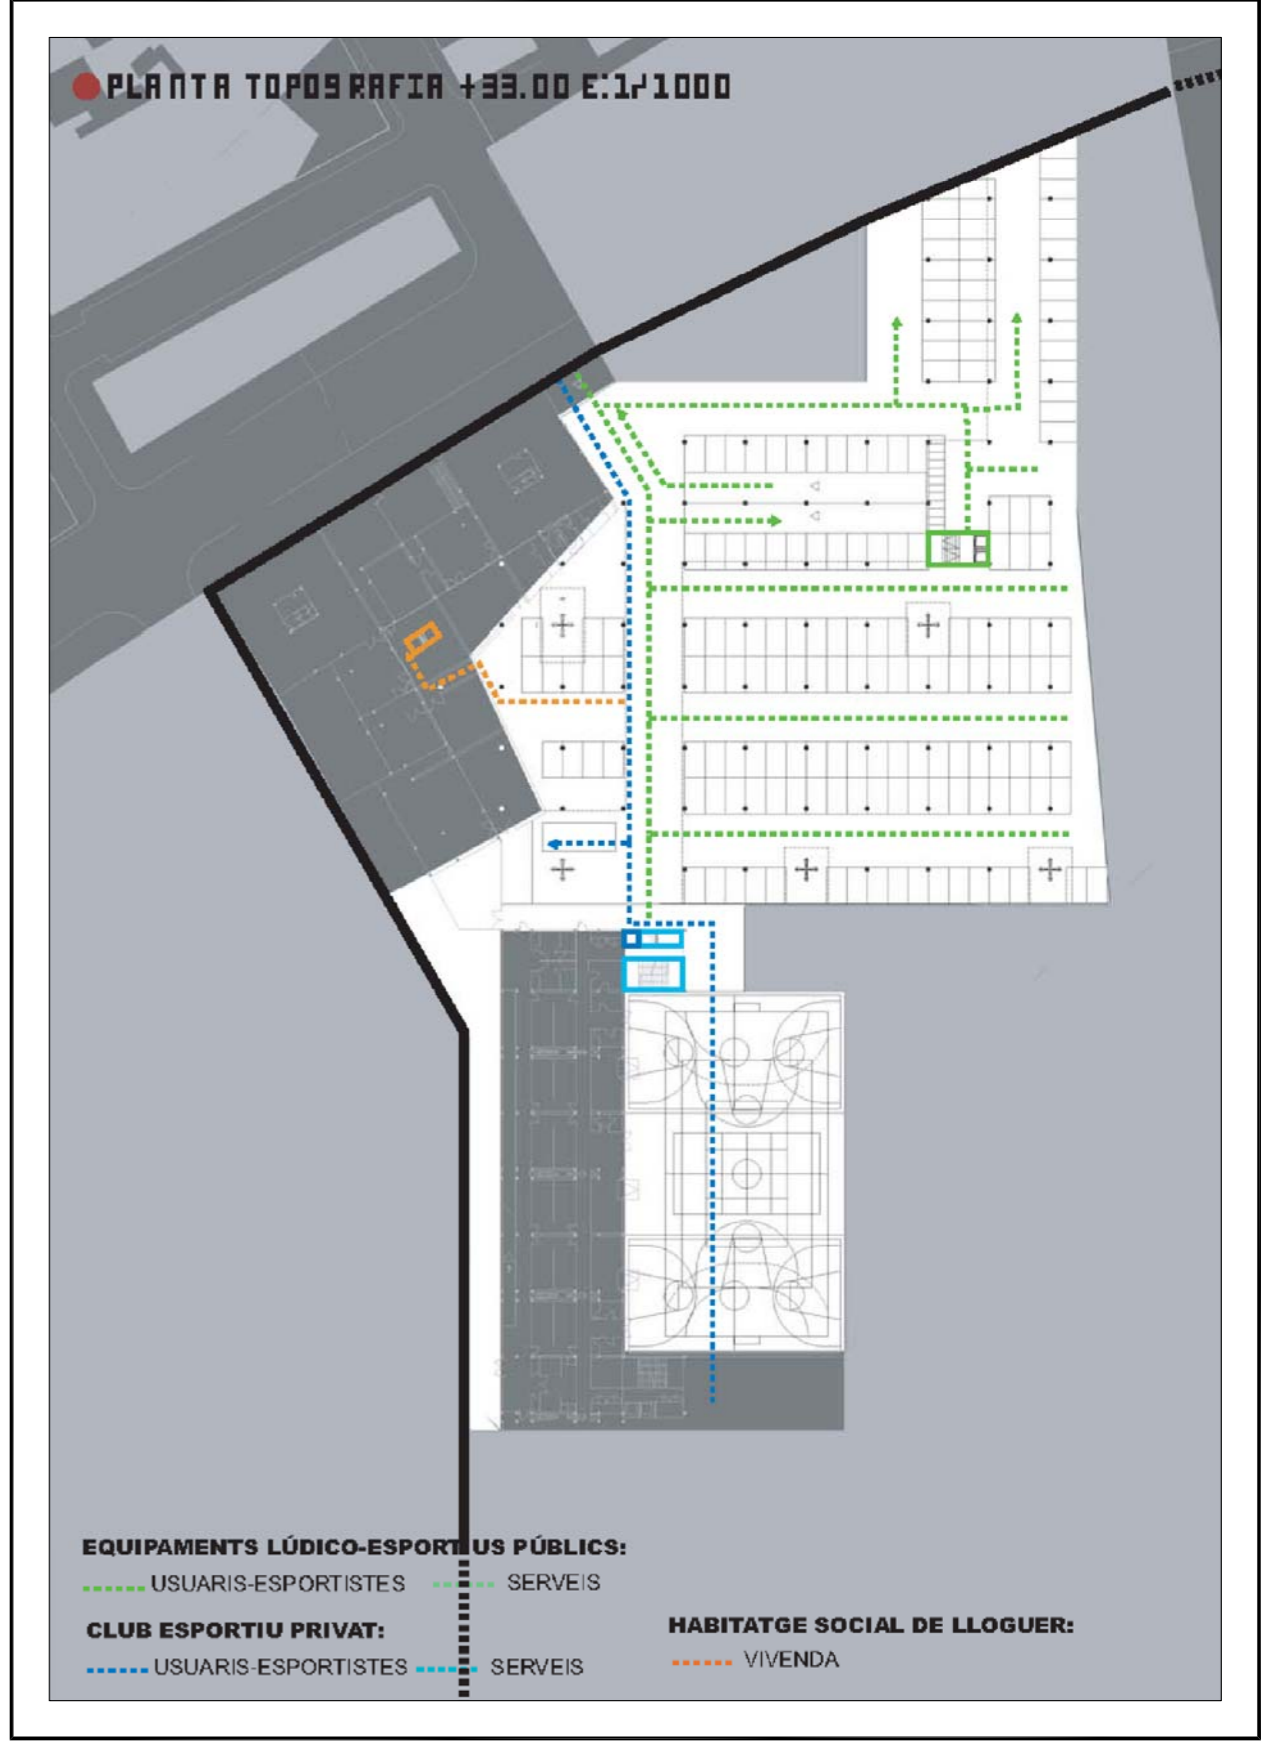 PLANTA TOPOGRAFIA +33.00 E:1/1000
EQUIPAMENTS LÚDICO-ESPORTIUS PÚBLICS:
USUARIS-ESPORTISTES SERVEIS
CLUB ESPORTIU PRIVAT:
USUARIS-ESPORTISTES SERVEIS
HABITATGE SOCIAL DE LLOGUER:
VIVENDA